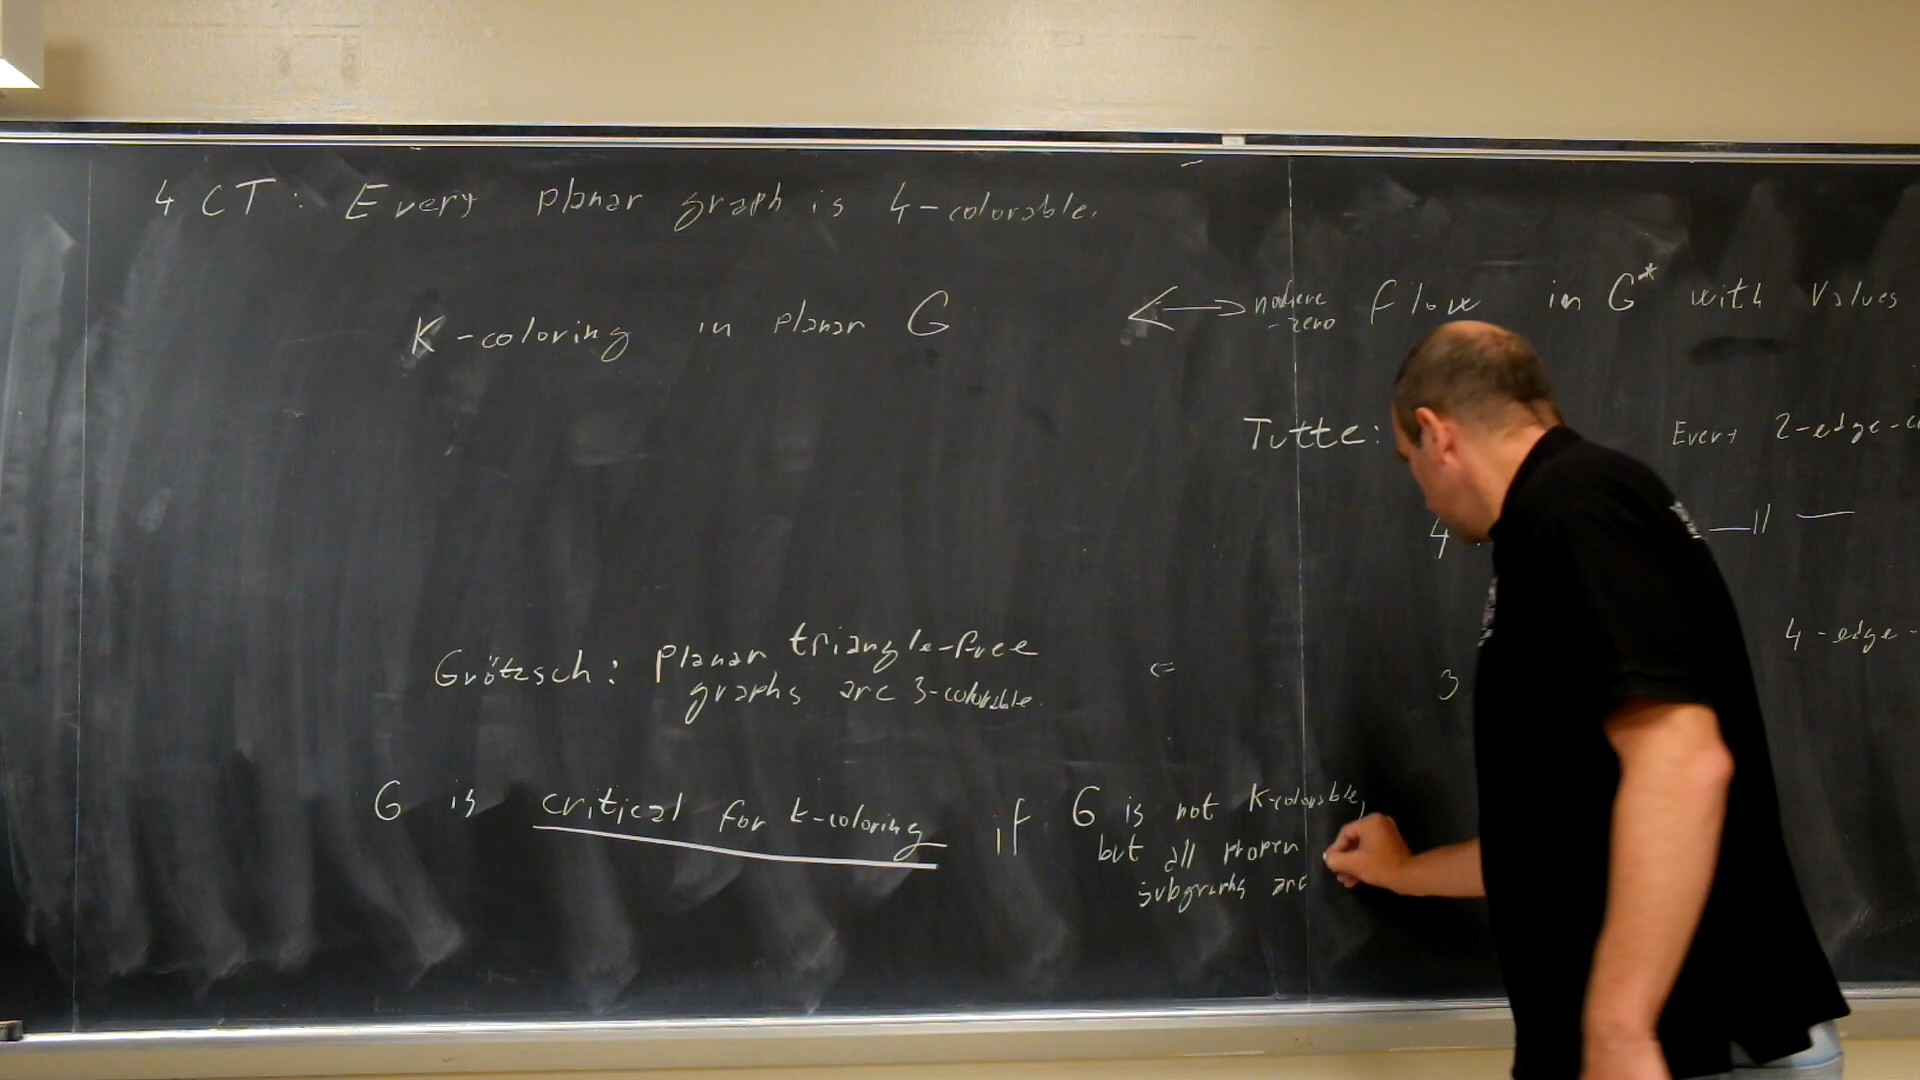 4 CT: Every planar graph is 4-colorable.
K-coloring in planar G ⟷ nowhere-zero flow in G* with values
Tutte: Every 2-edge-c
4 —||—
4-edge-
Grötzsch: Planar triangle-free
graphs are 3-colorable. ⇐ 3
G is critical for k-coloring if G is not K-colorable,
but all proper
subgraphs are